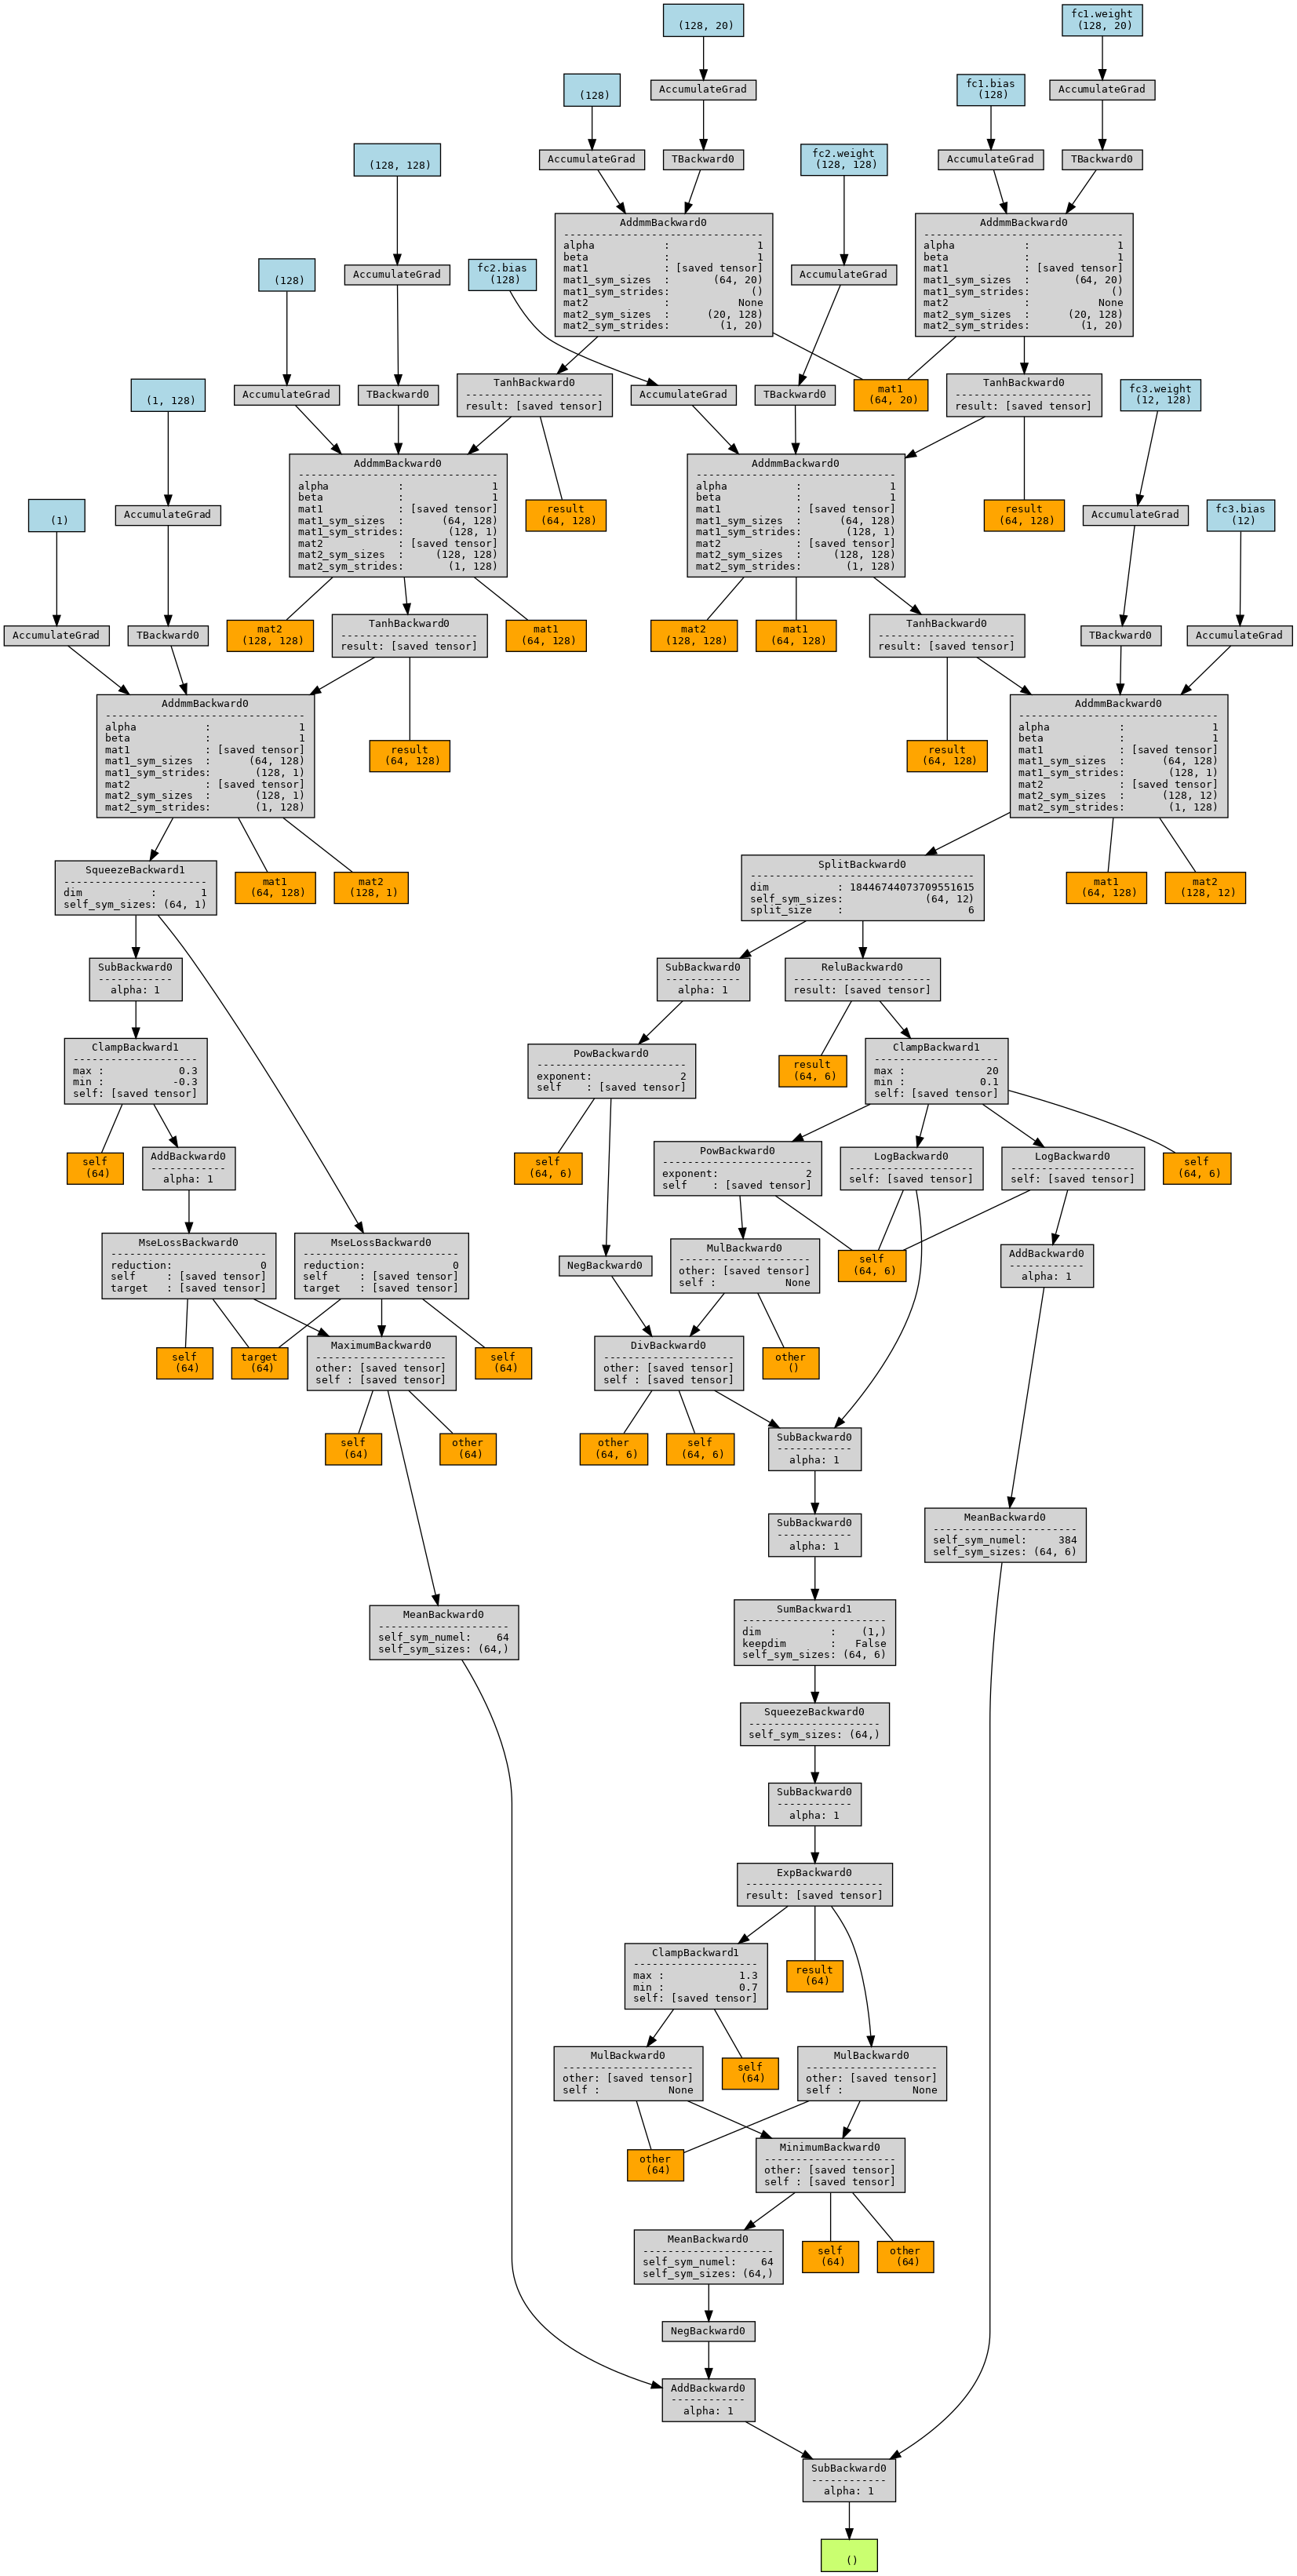 (128, 20)
fc1.weight
(128, 20)
(128)
AccumulateGrad
fc1.bias
(128)
AccumulateGrad
(128, 128)
AccumulateGrad
TBackward0
fc2.weight
(128, 128)
AccumulateGrad
TBackward0
AddmmBackward0
-------------------------------
alpha           :              1
beta            :              1
mat1            : [saved tensor]
mat1_sym_sizes  :       (64, 20)
mat1_sym_strides:             ()
mat2            :           None
mat2_sym_sizes  :      (20, 128)
mat2_sym_strides:        (1, 20)
AddmmBackward0
-------------------------------
alpha           :              1
beta            :              1
mat1            : [saved tensor]
mat1_sym_sizes  :       (64, 20)
mat1_sym_strides:             ()
mat2            :           None
mat2_sym_sizes  :      (20, 128)
mat2_sym_strides:        (1, 20)
(128)
AccumulateGrad
fc2.bias
(128)
AccumulateGrad
(1, 128)
AccumulateGrad
TBackward0
TanhBackward0
----------------------
result: [saved tensor]
AccumulateGrad
TBackward0
mat1
(64, 20)
TanhBackward0
----------------------
result: [saved tensor]
fc3.weight
(12, 128)
(1)
AccumulateGrad
AddmmBackward0
--------------------------------
alpha           :              1
beta            :              1
mat1            : [saved tensor]
mat1_sym_sizes  :      (64, 128)
mat1_sym_strides:       (128, 1)
mat2            : [saved tensor]
mat2_sym_sizes  :     (128, 128)
mat2_sym_strides:       (1, 128)
result
(64, 128)
AddmmBackward0
--------------------------------
alpha           :              1
beta            :              1
mat1            : [saved tensor]
mat1_sym_sizes  :      (64, 128)
mat1_sym_strides:       (128, 1)
mat2            : [saved tensor]
mat2_sym_sizes  :     (128, 128)
mat2_sym_strides:       (1, 128)
result
(64, 128)
AccumulateGrad
fc3.bias
(12)
AccumulateGrad
TBackward0
mat2
(128, 128)
TanhBackward0
----------------------
result: [saved tensor]
mat1
(64, 128)
mat2
(128, 128)
mat1
(64, 128)
TanhBackward0
----------------------
result: [saved tensor]
TBackward0
AccumulateGrad
AddmmBackward0
--------------------------------
alpha           :              1
beta            :              1
mat1            : [saved tensor]
mat1_sym_sizes  :      (64, 128)
mat1_sym_strides:       (128, 1)
mat2            : [saved tensor]
mat2_sym_sizes  :       (128, 1)
mat2_sym_strides:       (1, 128)
result
(64, 128)
result
(64, 128)
AddmmBackward0
--------------------------------
alpha           :              1
beta            :              1
mat1            : [saved tensor]
mat1_sym_sizes  :      (64, 128)
mat1_sym_strides:       (128, 1)
mat2            : [saved tensor]
mat2_sym_sizes  :      (128, 12)
mat2_sym_strides:       (1, 128)
SqueezeBackward1
-----------------------
dim           :       1
self_sym_sizes: (64, 1)
mat1
(64, 128)
mat2
(128, 1)
SplitBackward0
------------------------------------
dim           : 18446744073709551615
self_sym_sizes:             (64, 12)
split_size    :                    6
mat1
(64, 128)
mat2
(128, 12)
SubBackward0
------------
alpha: 1
SubBackward0
------------
alpha: 1
ReluBackward0
----------------------
result: [saved tensor]
ClampBackward1
--------------------
max :            0.3
min :           -0.3
self: [saved tensor]
PowBackward0
------------------------
exponent:              2
self    : [saved tensor]
result
(64, 6)
ClampBackward1
--------------------
max :             20
min :            0.1
self: [saved tensor]
self
(64)
AddBackward0
------------
alpha: 1
self
(64, 6)
PowBackward0
------------------------
exponent:              2
self    : [saved tensor]
LogBackward0
--------------------
self: [saved tensor]
LogBackward0
--------------------
self: [saved tensor]
self
(64, 6)
MseLossBackward0
-------------------------
reduction:              0
self     : [saved tensor]
target   : [saved tensor]
MseLossBackward0
-------------------------
reduction:              0
self     : [saved tensor]
target   : [saved tensor]
NegBackward0
MulBackward0
---------------------
other: [saved tensor]
self :           None
self
(64, 6)
AddBackward0
------------
alpha: 1
self
(64)
target
(64)
MaximumBackward0
---------------------
other: [saved tensor]
self : [saved tensor]
self
(64)
DivBackward0
---------------------
other: [saved tensor]
self : [saved tensor]
other
()
self
(64)
other
(64)
other
(64, 6)
self
(64, 6)
SubBackward0
------------
alpha: 1
SubBackward0
------------
alpha: 1
MeanBackward0
-----------------------
self_sym_numel:     384
self_sym_sizes: (64, 6)
MeanBackward0
---------------------
self_sym_numel:    64
self_sym_sizes: (64,)
SumBackward1
-----------------------
dim           :    (1,)
keepdim       :   False
self_sym_sizes: (64, 6)
SqueezeBackward0
---------------------
self_sym_sizes: (64,)
SubBackward0
------------
alpha: 1
ExpBackward0
----------------------
result: [saved tensor]
ClampBackward1
--------------------
max :            1.3
min :            0.7
self: [saved tensor]
result
(64)
MulBackward0
---------------------
other: [saved tensor]
self :           None
self
(64)
MulBackward0
---------------------
other: [saved tensor]
self :           None
other
(64)
MinimumBackward0
---------------------
other: [saved tensor]
self : [saved tensor]
MeanBackward0
---------------------
self_sym_numel:    64
self_sym_sizes: (64,)
self
(64)
other
(64)
NegBackward0
AddBackward0
------------
alpha: 1
SubBackward0
------------
alpha: 1
()
AccumulateGrad
TBackward0
AccumulateGrad
TBackward0